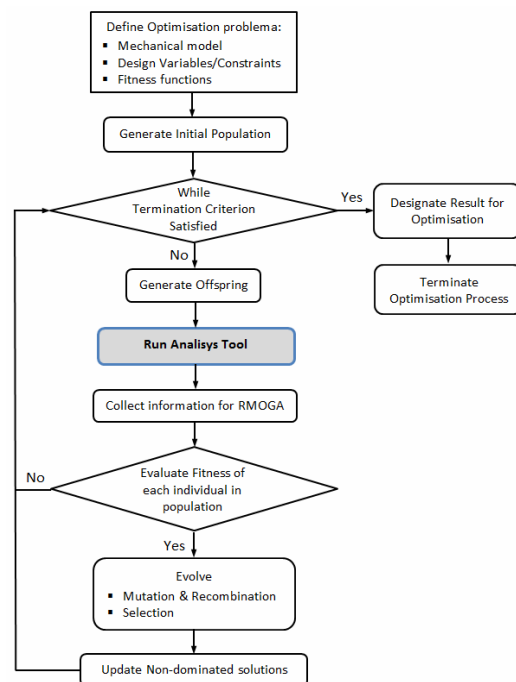 Define Optimisation problema:
▪ Mechanical model
▪ Design Variables/Constraints
▪ Fitness functions
Generate Initial Population
While
Termination Criterion
Satisfied
Yes
Designate Result for
Optimisation
No
Terminate
Optimisation Process
Generate Offspring
Run Analisys Tool
Collect information for RMOGA
No
Evaluate Fitness of
each individual in
population
Yes
Evolve
▪ Mutation & Recombination
▪ Selection
Update Non-dominated solutions